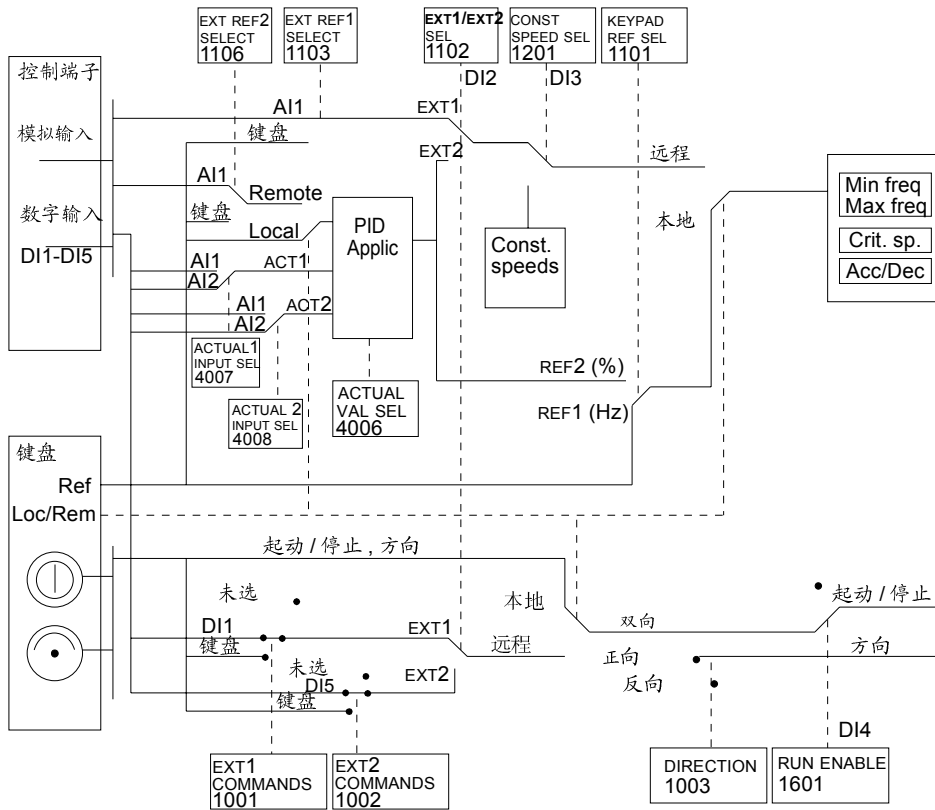 EXT REF2
SELECT
1106
EXT REF1
SELECT
1103
EXT1/EXT2
SEL
1102
CONST
SPEED SEL
1201
KEYPAD
REF SEL
1101
DI2
DI3
控制端子
模拟输入
数字输入
DI1-DI5
AI1
键盘
EXT1
EXT2
远程
AI1
Remote
键盘
Local
PID
Applic
本地
Min freq
Max freq
Crit. sp.
Acc/Dec
Const.
speeds
AI1
AI2
ACT1
AI1
AI2
AOT2
ACTUAL1
INPUT SEL
4007
ACTUAL 2
INPUT SEL
4008
ACTUAL
VAL SEL
4006
REF2 (%)
REF1 (Hz)
键盘
Ref
Loc/Rem
起动 / 停止 , 方向
未选
本地
起动 / 停止
DI1
EXT1
双向
键盘
远程
方向
未选
正向
DI5
EXT2
反向
键盘
DI4
EXT1
COMMANDS
1001
EXT2
COMMANDS
1002
DIRECTION
1003
RUN ENABLE
1601